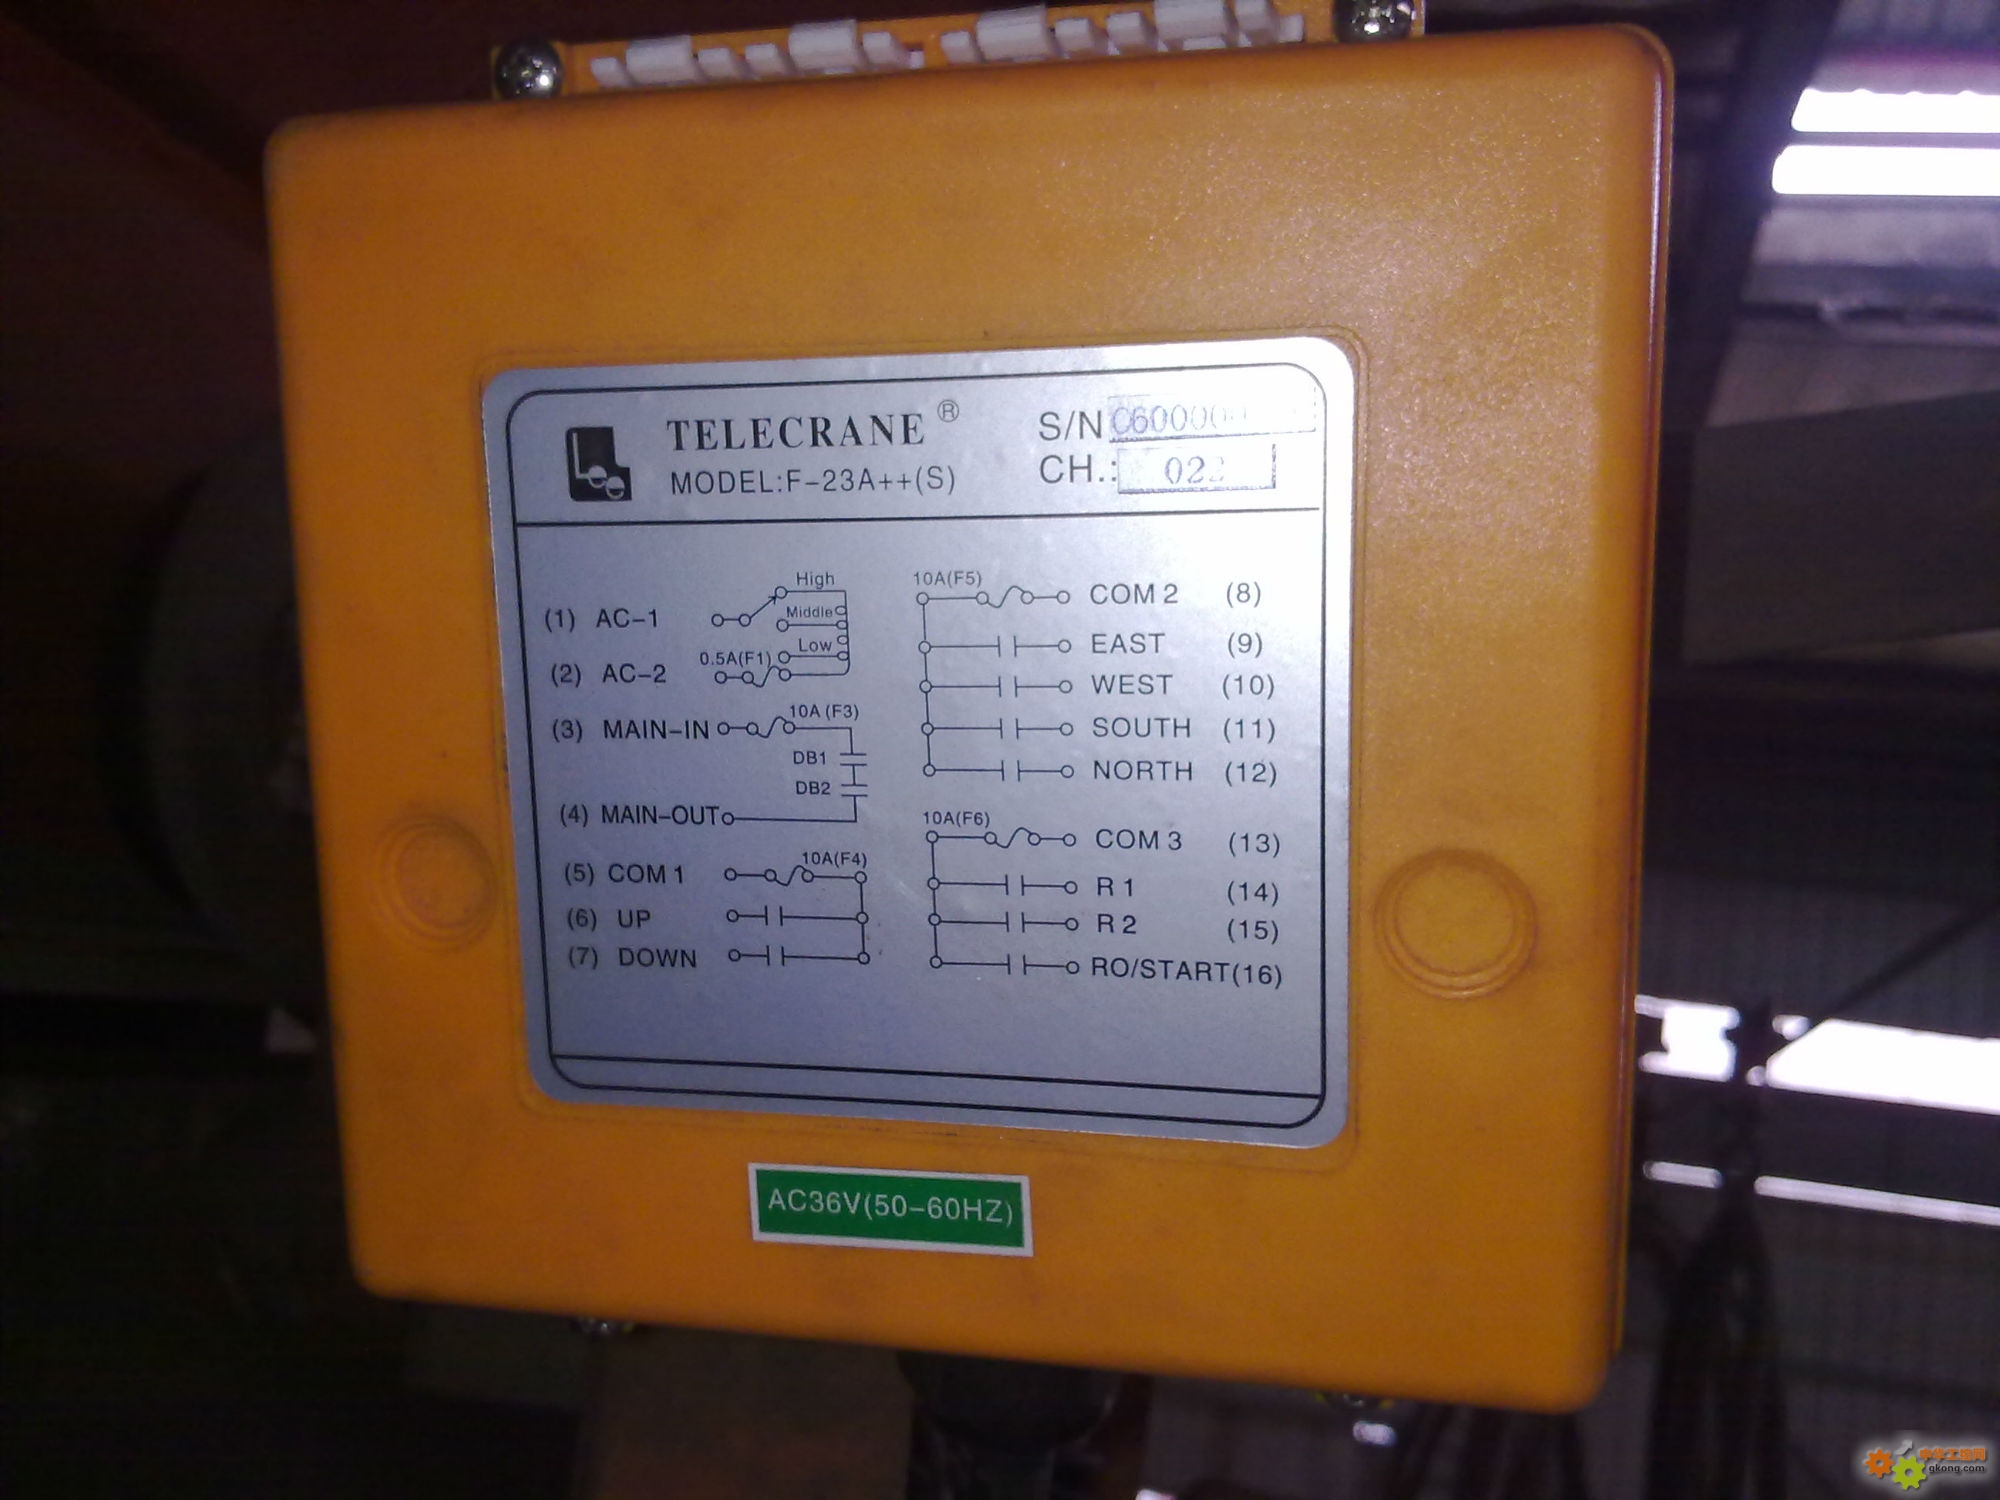 Lee
TELECRANE®
MODEL:F-23A++(S)
S/N
CH.:
High
(1) AC-1
Middle
Low
0.5A(F1)
(2) AC-2
10A(F3)
(3) MAIN-IN
DB1
DB2
(4) MAIN-OUT
10A(F4)
(5) COM 1
(6) UP
(7) DOWN
10A(F5)
COM 2 (8)
EAST (9)
WEST (10)
SOUTH (11)
NORTH (12)
10A(F6)
COM 3 (13)
R 1 (14)
R 2 (15)
RO/START(16)
AC36V(50-60HZ)
gkong.com